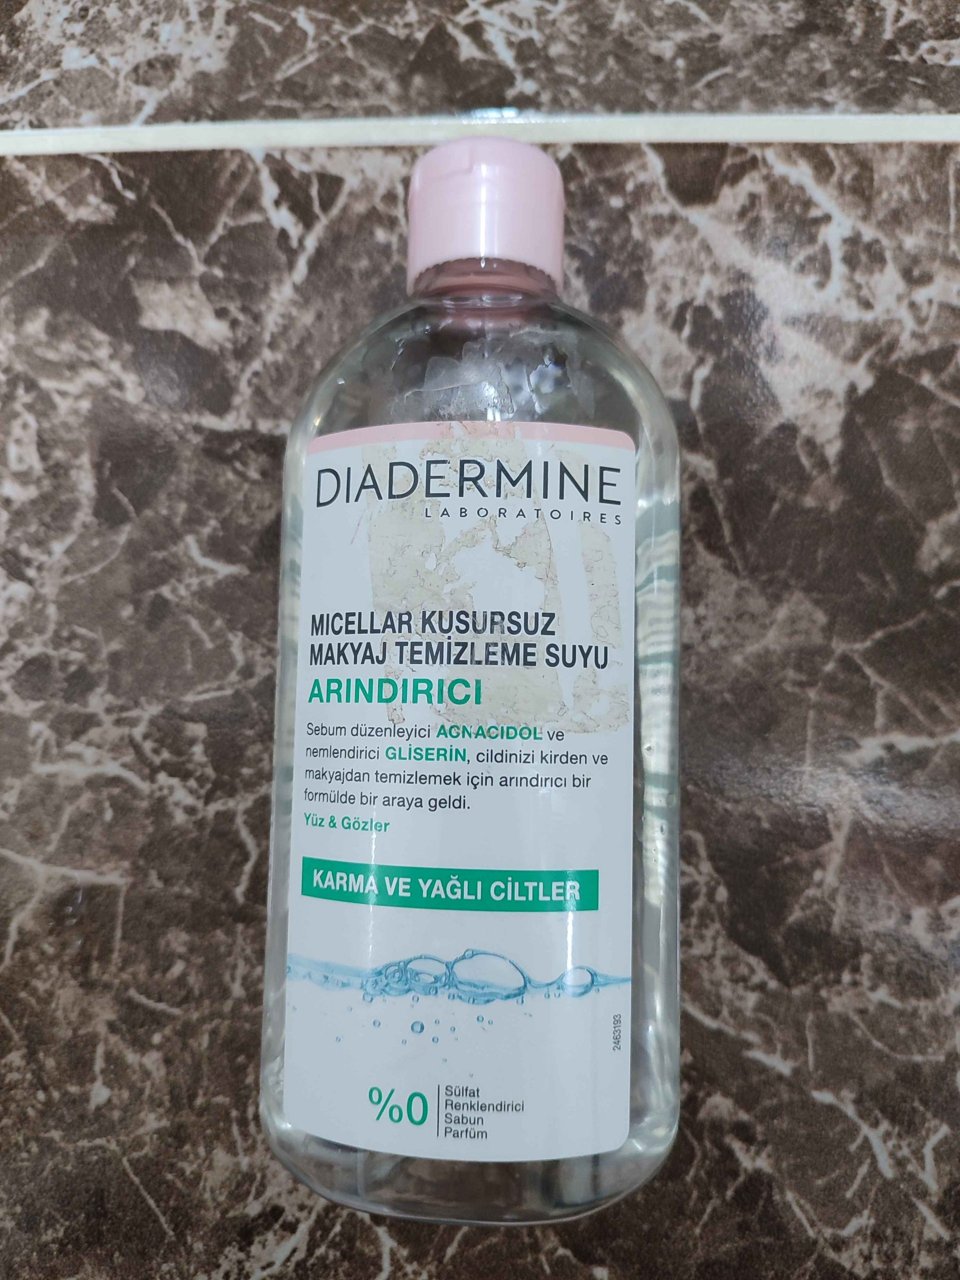 DIADERMINE
LABORATOIRES
MICELLAR KUSURSUZ
MAKYAJ TEMİZLEME SUYU
ARINDIRICI
Sebum düzenleyici ACNACIDOL ve
nemlendirici GLİSERİN, cildinizi kirden ve
makyajdan temizlemek için arındırıcı bir
formülde bir araya geldi.
Yüz & Gözler
KARMA VE YAĞLI CİLTLER
2463193
%0
Sülfat
Renklendirici
Sabun
Parfüm